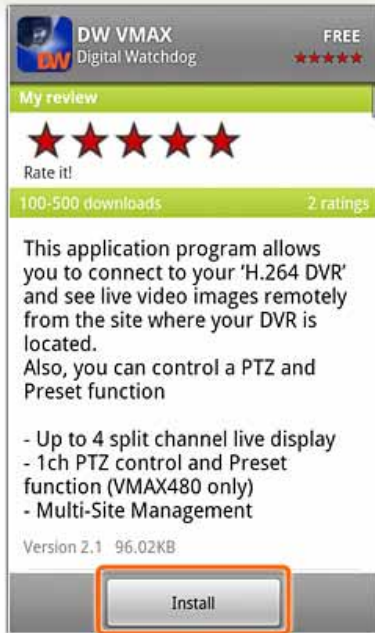 DW VMAX
FREE
DW
Digital Watchdog
My review
Rate it!
100-500 downloads
2 ratings
This application program allows
you to connect to your 'H.264 DVR'
and see live video images remotely
from the site where your DVR is
located.
Also, you can control a PTZ and
Preset function
- Up to 4 split channel live display
- 1ch PTZ control and Preset
function (VMAX480 only)
- Multi-Site Management
Version 2.1 96.02KB
Install